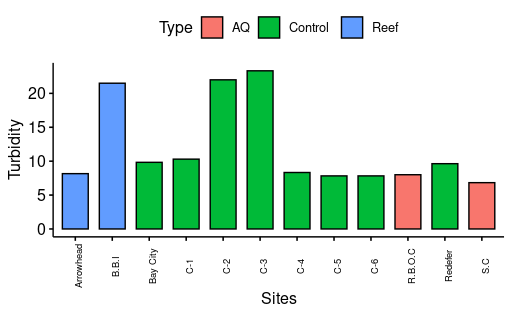 Type AQ Control Reef
Turbidity
20
15
10
5
0
Arrowhead
B.B.I
Bay City
C-1
C-2
C-3
C-4
C-5
C-6
R.B.O.C
Redefer
S.C
Sites